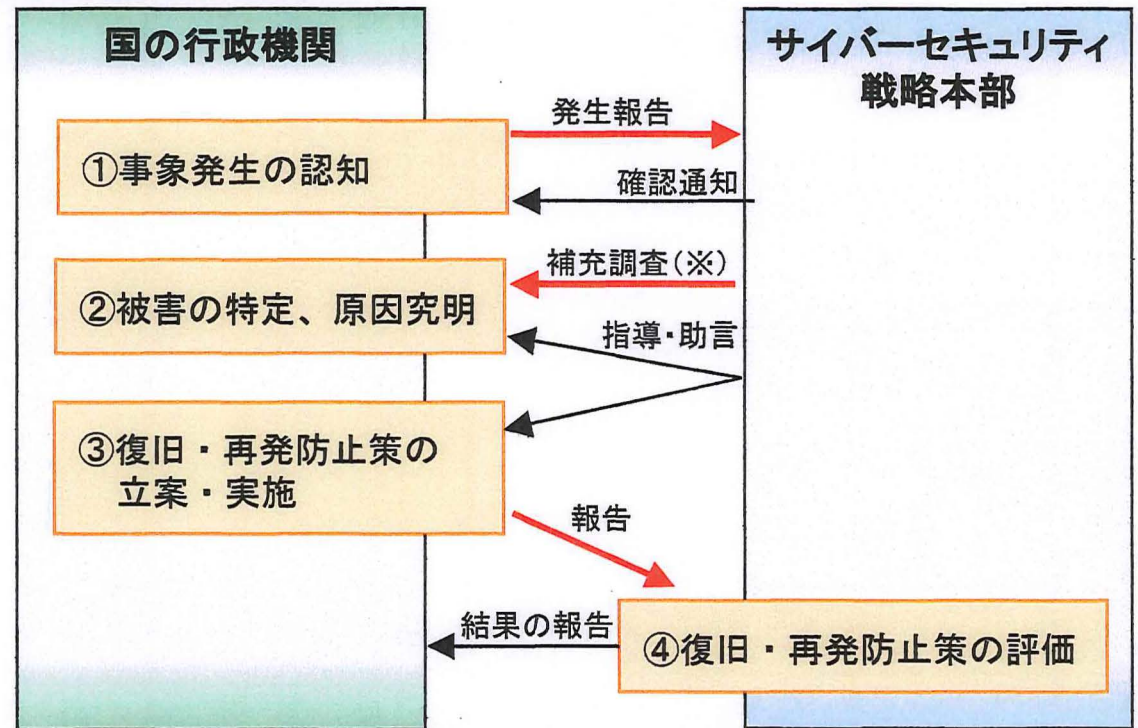 国の行政機関
サイバーセキュリティ
戦略本部
発生報告
①事象発生の認知
確認通知
補充調査(※)
②被害の特定、原因究明
指導・助言
③復旧・再発防止策の
立案・実施
報告
結果の報告
④復旧・再発防止策の評価